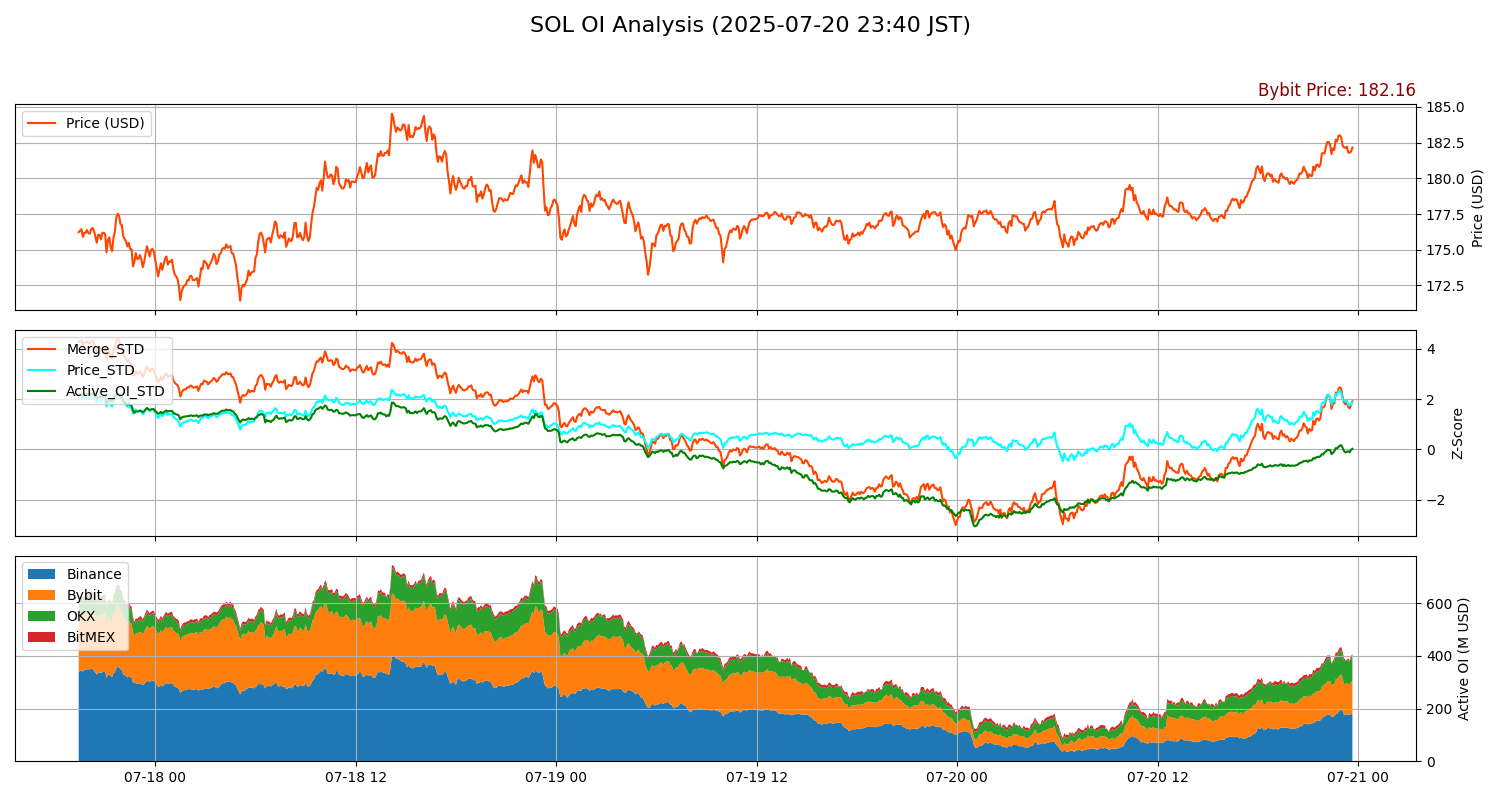 SOL OI Analysis (2025-07-20 23:40 JST)
Bybit Price: 182.16
Price (USD)
185.0
182.5
180.0
177.5
175.0
172.5
Price (USD)
Merge_STD
Price_STD
Active_OI_STD
4
2
0
−2
Z-Score
Binance
Bybit
OKX
BitMEX
600
400
200
0
Active OI (M USD)
07-18 00
07-18 12
07-19 00
07-19 12
07-20 00
07-20 12
07-21 00